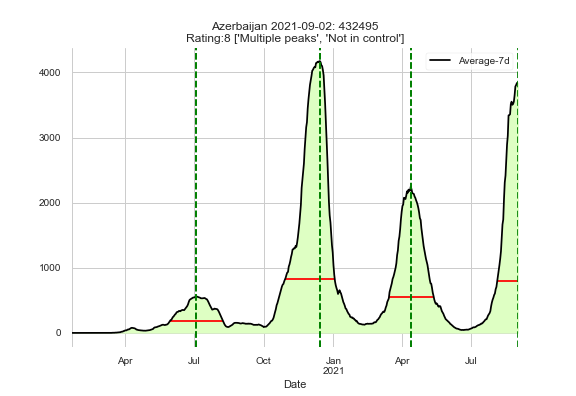 Azerbaijan 2021-09-02: 432495
Rating:8 ['Multiple peaks', 'Not in control']
Average-7d
4000
3000
2000
1000
0
Apr
Jul
Oct
Jan
2021
Apr
Jul
Date